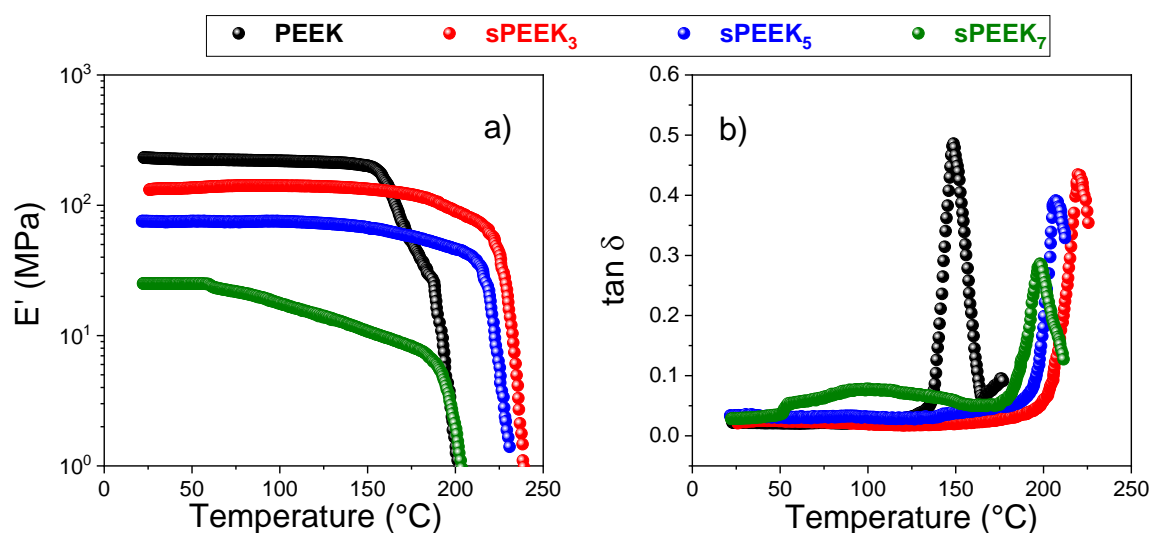 PEEK sPEEK₃ sPEEK₅ sPEEK₇
a)
E' (MPa)
10³
10²
10¹
10⁰
0 50 100 150 200 250
Temperature (°C)
b)
tan δ
0.6
0.5
0.4
0.3
0.2
0.1
0.0
0 50 100 150 200 250
Temperature (°C)